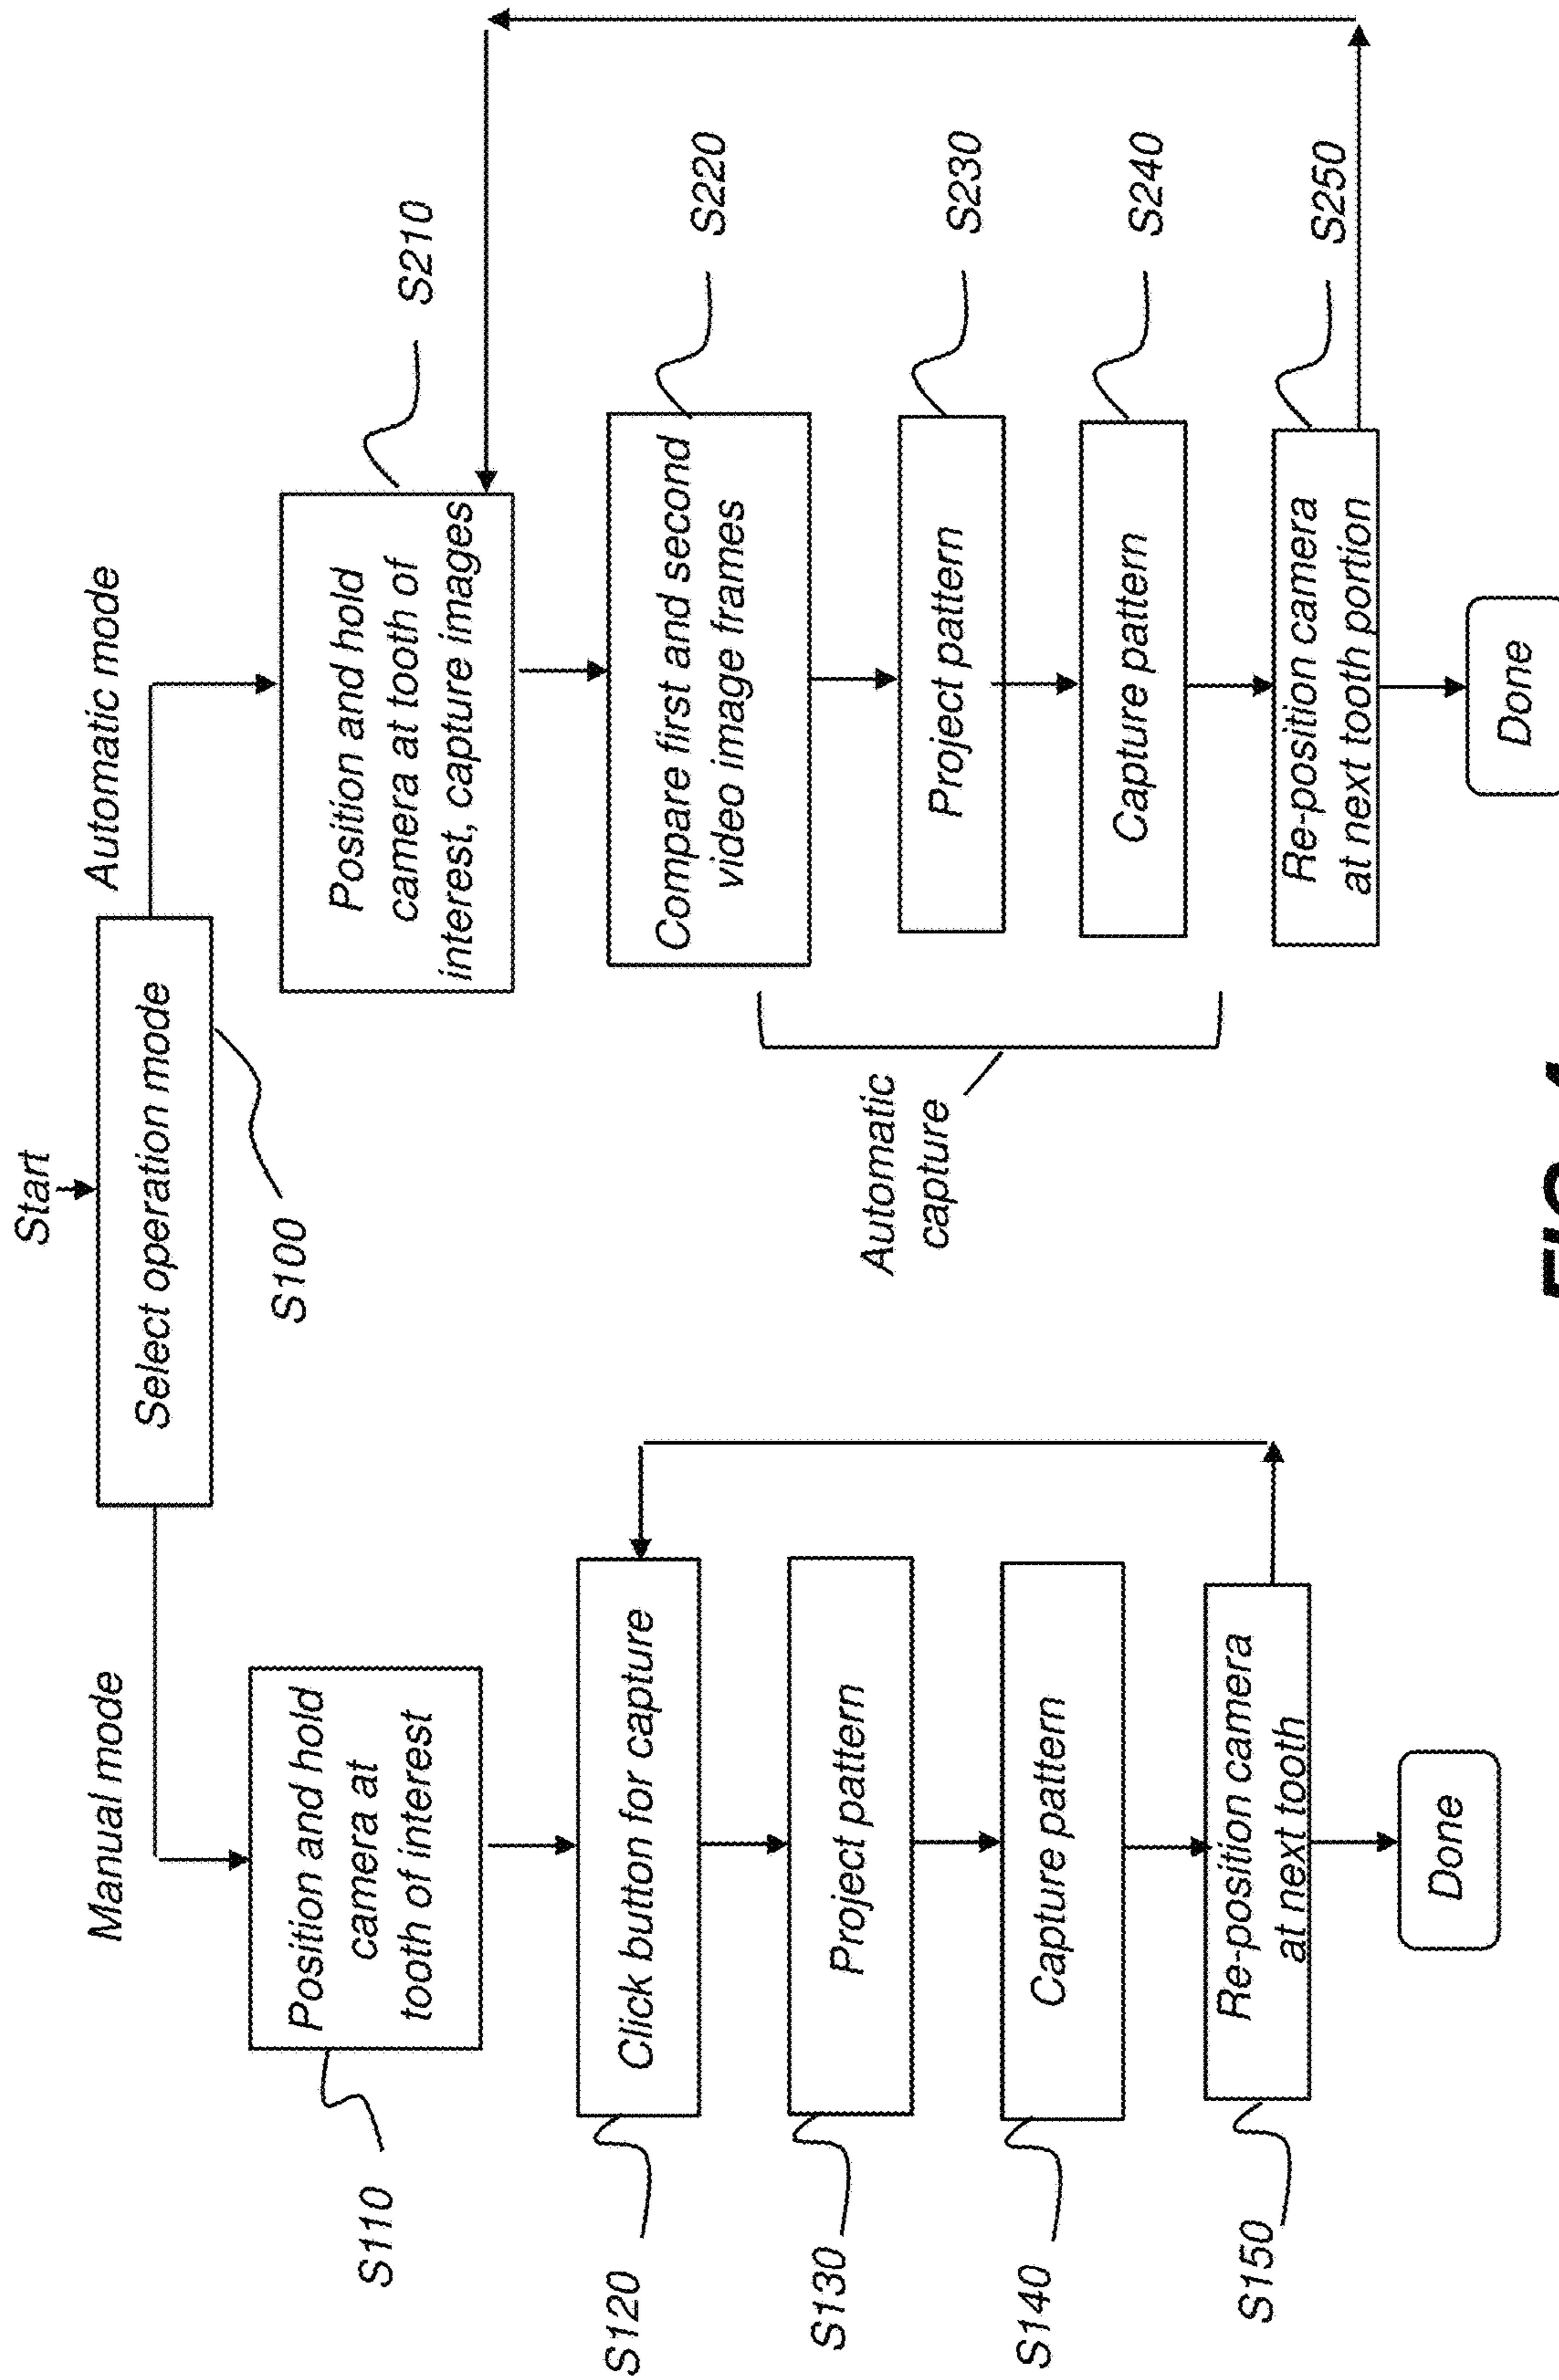 Start
Select operation mode
S100
Manual mode
Automatic mode
Position and hold
camera at
tooth of interest
S110
Click button for capture
S120
Project pattern
S130
Capture pattern
S140
Re-position camera
at next tooth
S150
Done
Position and hold
camera at tooth of
interest, capture images
S210
Compare first and second
video image frames
S220
Project pattern
S230
Capture pattern
S240
Re-position camera
at next tooth portion
S250
Automatic
capture
Done
FIG.